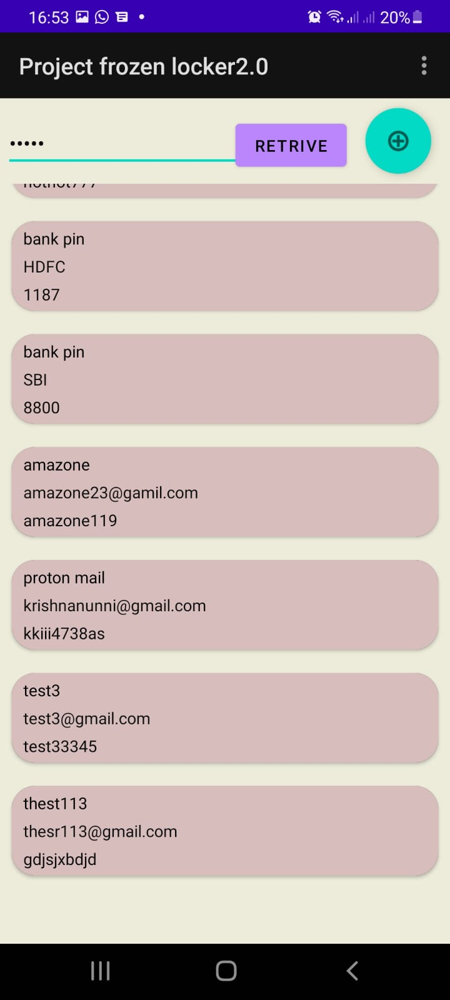 16:53
20%
Project frozen locker2.0
•••••
RETRIVE
bank pin
HDFC
1187
bank pin
SBI
8800
amazone
amazone23@gamil.com
amazone119
proton mail
krishnanunni@gmail.com
kkiii4738as
test3
test3@gmail.com
test33345
thest113
thesr113@gmail.com
gdjsjxbdjd